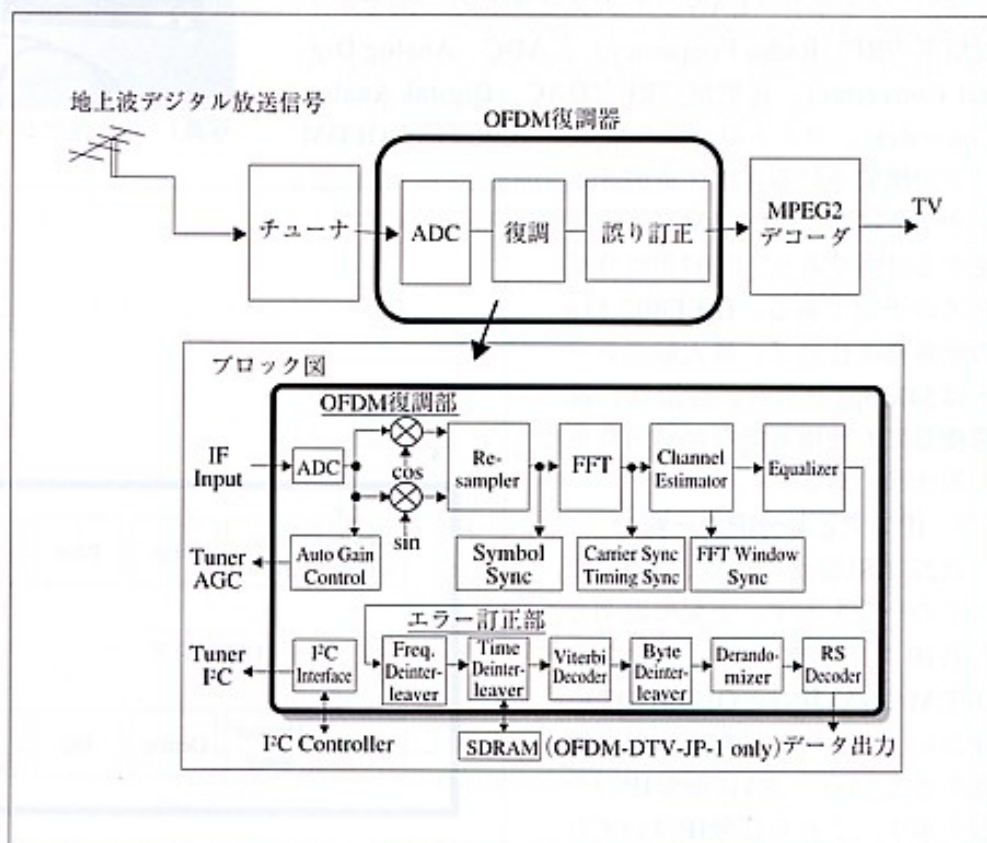 地上波デジタル放送信号
OFDM復調器
チューナ
ADC
復調
誤り訂正
MPEG2
デコーダ
TV
ブロック図
OFDM復調部
IF
Input
ADC
cos
sin
Re-
sampler
FFT
Channel
Estimator
Equalizer
Tuner
AGC
Auto Gain
Control
Symbol
Sync
Carrier Sync
Timing Sync
FFT Window
Sync
エラー訂正部
Tuner
I²C
I²C
Interface
Freq.
Deinter-
leaver
Time
Deinter-
leaver
Viterbi
Decoder
Byte
Deinter-
leaver
Derando-
mizer
RS
Decoder
I²C Controller
SDRAM
(OFDM-DTV-JP-1 only)
データ出力